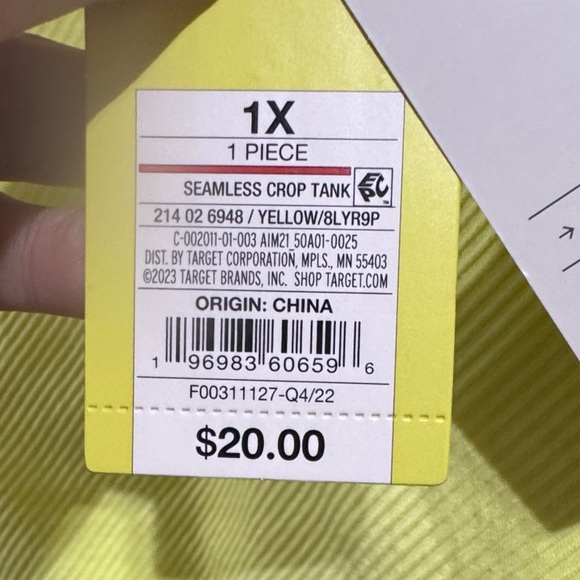 1X
1 PIECE
SEAMLESS CROP TANK EPC™
214 02 6948 / YELLOW/8LYR9P
C-002011-01-003 AIM21_50A01-0025
DIST. BY TARGET CORPORATION, MPLS., MN 55403
©2023 TARGET BRANDS, INC. SHOP TARGET.COM
ORIGIN: CHINA
1 96983 60659 6
F00311127-Q4/22
$20.00